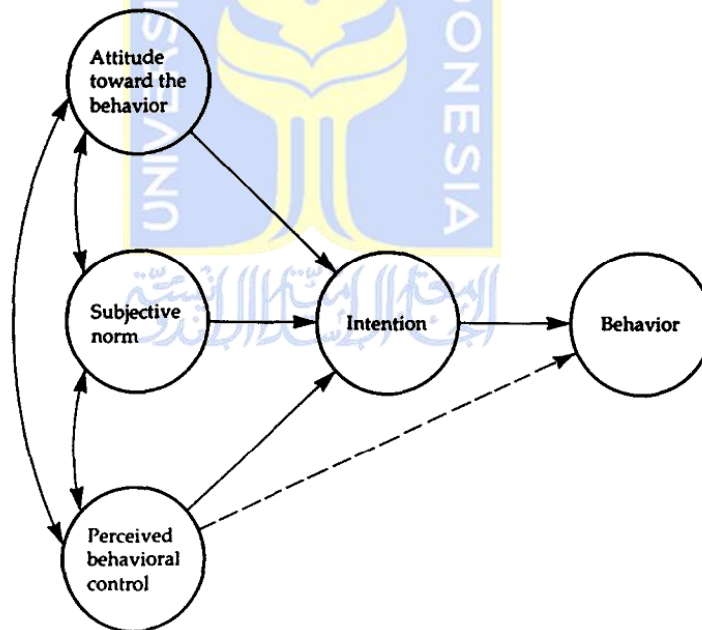 Attitude
toward the
behavior
Subjective
norm
Intention
Behavior
Perceived
behavioral
control